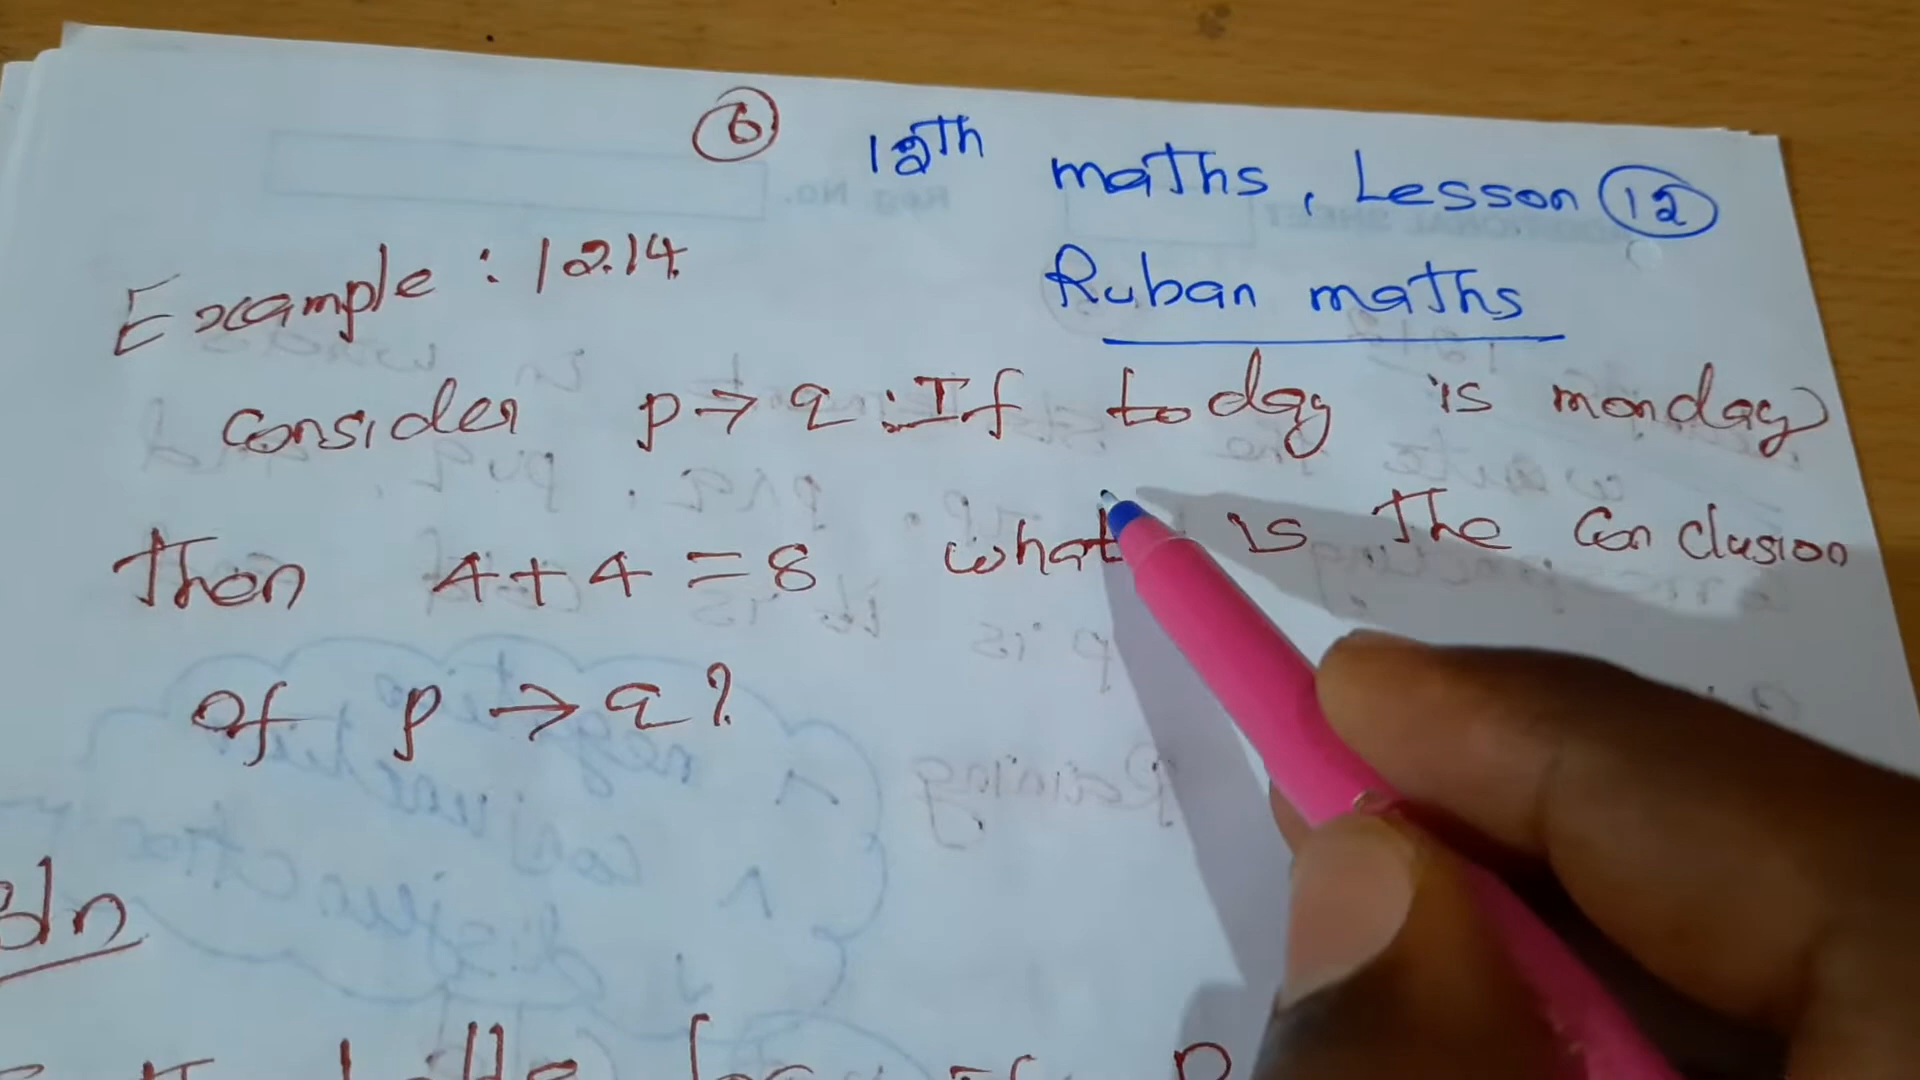 6
12Th maths, Lesson 12
Ruban maths
Example : 12.14
Consider p → q : If today is monday
Then 4 + 4 = 8 what is the conclusion
of p → q ?
Soln